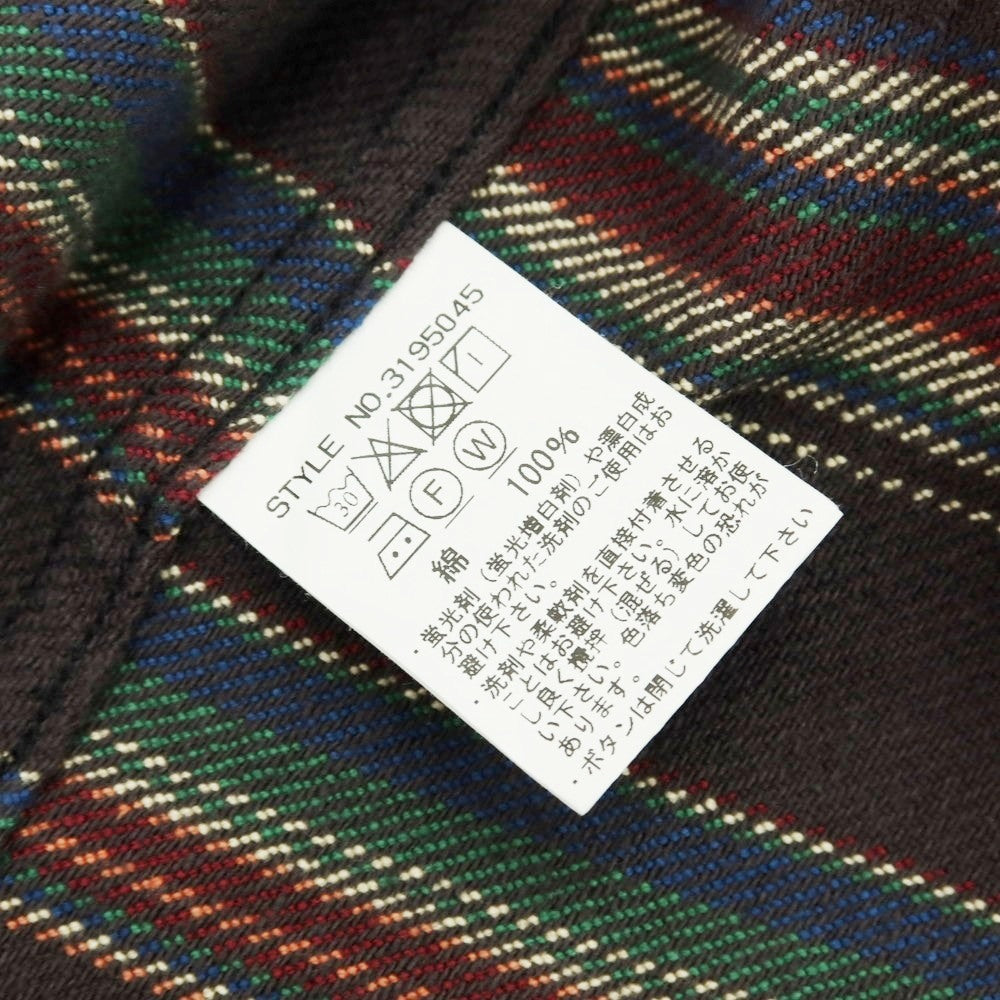 STYLE NO.3195045
30
F W
綿 100%
・蛍光剤（蛍光増白剤）や漂白成
分の使われた洗剤のご使用はお
避け下さい。
・洗剤や柔軟剤を直接付着させる
ことはお避け下さい。水に溶か
し良く攪拌（混ぜる）してお使
い下さい。色落ち変色の恐れが
あります。
・ボタンは閉じて洗濯して下さい